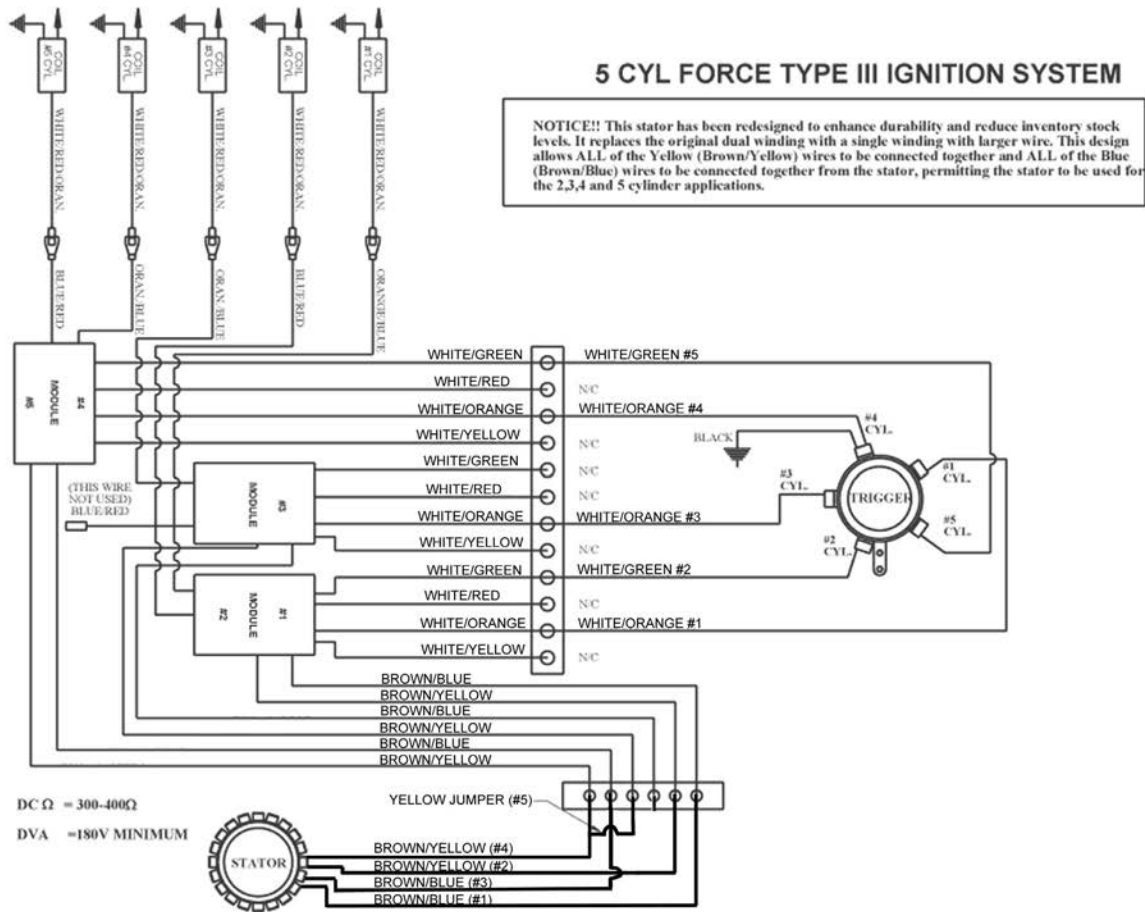 COIL
#5 CYL.
COIL
#4 CYL.
COIL
#3 CYL.
COIL
#2 CYL.
COIL
#1 CYL.
5 CYL FORCE TYPE III IGNITION SYSTEM
NOTICE!! This stator has been redesigned to enhance durability and reduce inventory stock
levels. It replaces the original dual winding with a single winding with larger wire. This design
allows ALL of the Yellow (Brown/Yellow) wires to be connected together and ALL of the Blue
(Brown/Blue) wires to be connected together from the stator, permitting the stator to be used for
the 2,3,4 and 5 cylinder applications.
WHITE/RED/ORAN.
WHITE/RED/ORAN.
WHITE/RED/ORAN.
WHITE/RED/ORAN.
WHITE/RED/ORAN.
BLUE/RED
ORAN./BLUE
ORAN./BLUE
BLUE/RED
ORANGE/BLUE
#4
MODULE
#5
WHITE/GREEN
WHITE/GREEN #5
WHITE/RED
N/C
WHITE/ORANGE
WHITE/ORANGE #4
WHITE/YELLOW
N/C
BLACK
#4
CYL.
#3
CYL.
#1
CYL.
TRIGGER
#5
CYL.
#2
CYL.
(THIS WIRE
NOT USED)
BLUE/RED
#3
MODULE
WHITE/GREEN
N/C
WHITE/RED
N/C
WHITE/ORANGE
WHITE/ORANGE #3
WHITE/YELLOW
N/C
#1
MODULE
#2
WHITE/GREEN
WHITE/GREEN #2
WHITE/RED
N/C
WHITE/ORANGE
WHITE/ORANGE #1
WHITE/YELLOW
N/C
BROWN/BLUE
BROWN/YELLOW
BROWN/BLUE
BROWN/YELLOW
BROWN/BLUE
BROWN/YELLOW
YELLOW JUMPER (#5)
DC Ω = 300-400Ω
DVA =180V MINIMUM
STATOR
BROWN/YELLOW (#4)
BROWN/YELLOW (#2)
BROWN/BLUE (#3)
BROWN/BLUE (#1)